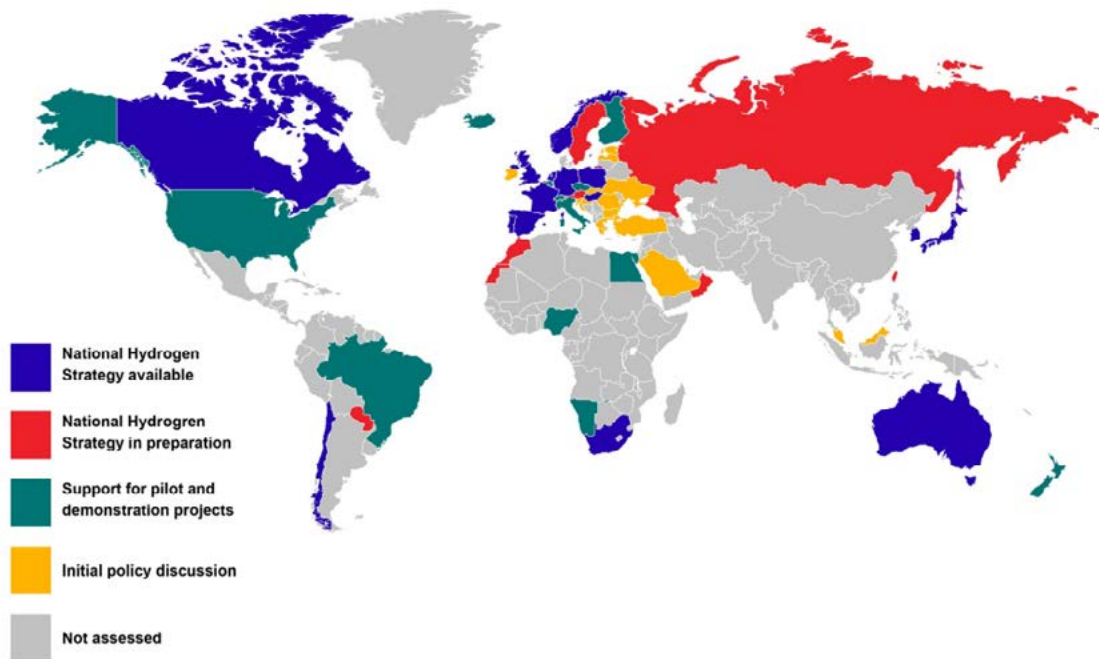 National Hydrogen
Strategy available
National Hydrogren
Strategy in preparation
Support for pilot and
demonstration projects
Initial policy discussion
Not assessed